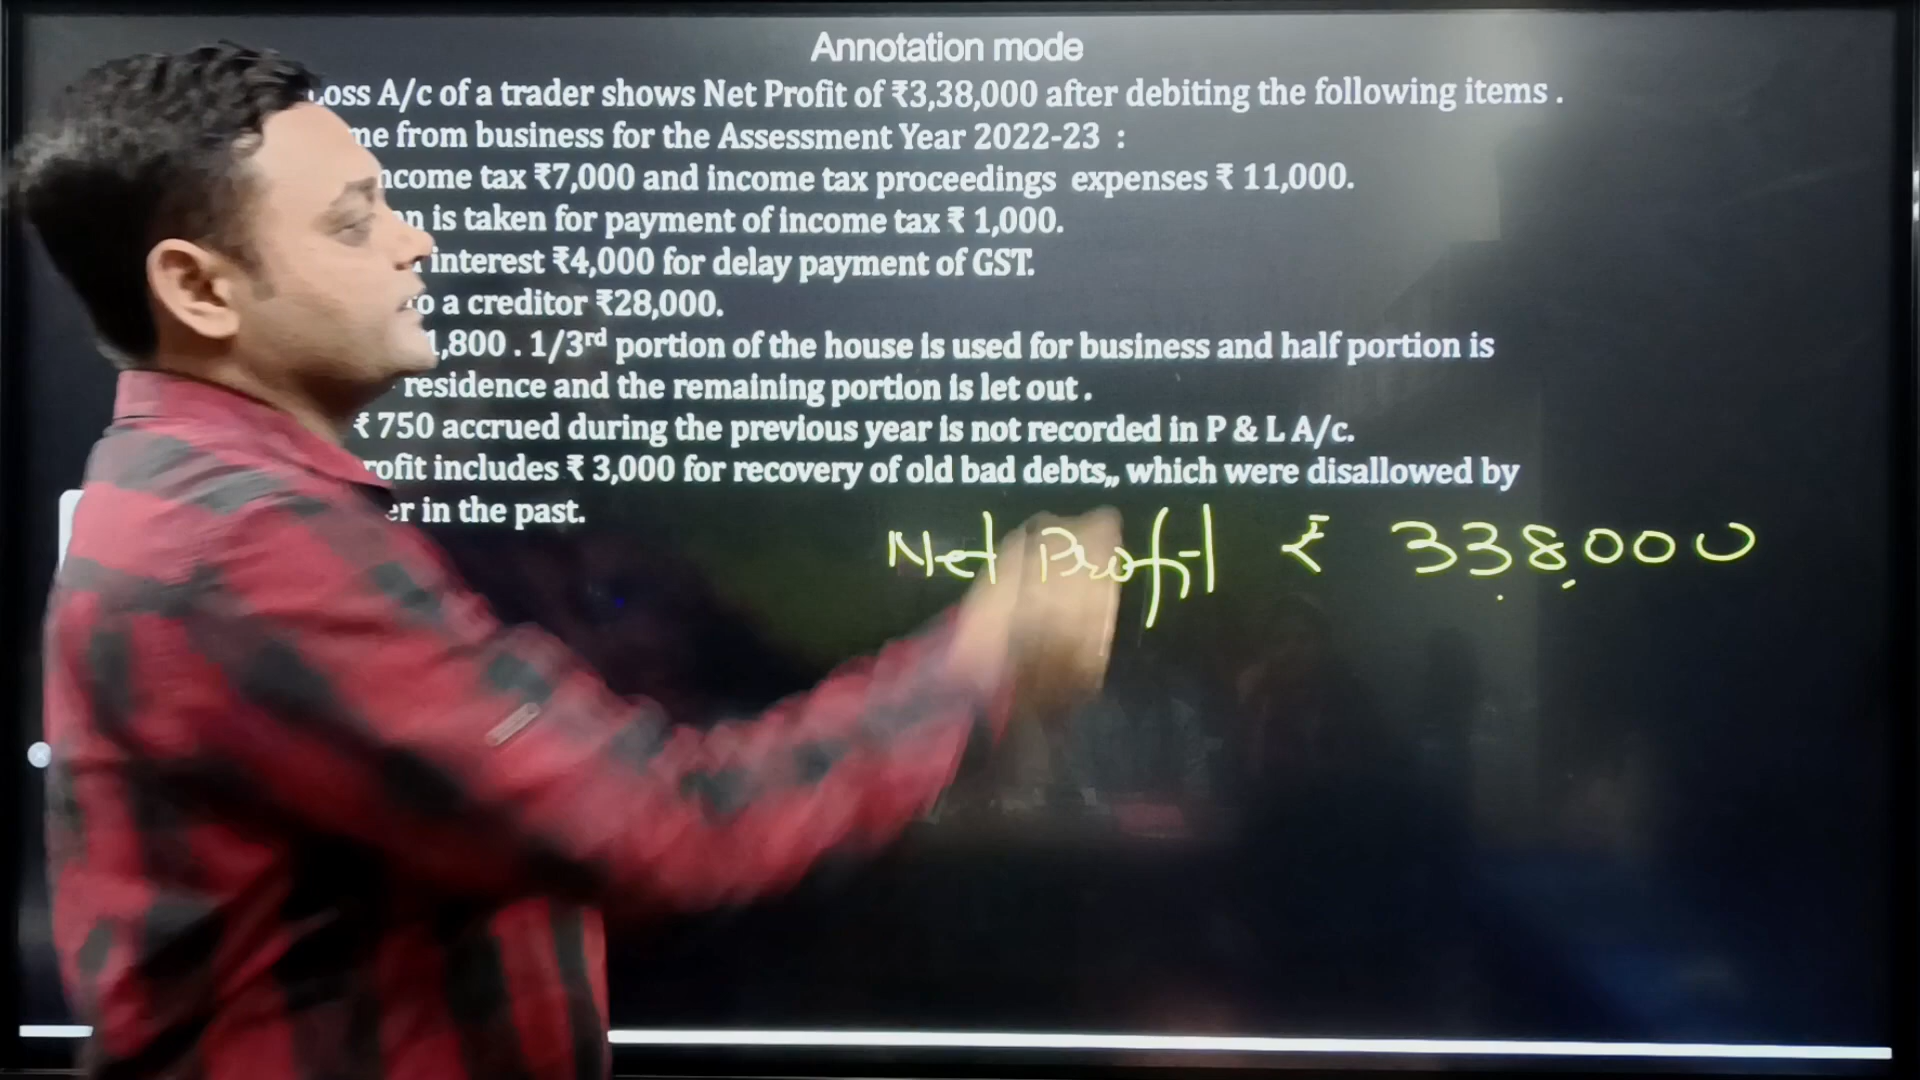 Annotation mode
Loss A/c of a trader shows Net Profit of ₹3,38,000 after debiting the following items .
from business for the Assessment Year 2022-23 :
income tax ₹7,000 and income tax proceedings expenses ₹ 11,000.
is taken for payment of income tax ₹ 1,000.
interest ₹4,000 for delay payment of GST.
to a creditor ₹28,000.
1,800 . 1/3rd portion of the house is used for business and half portion is
residence and the remaining portion is let out .
₹ 750 accrued during the previous year is not recorded in P & L A/c.
rofit includes ₹ 3,000 for recovery of old bad debts,, which were disallowed by
er in the past.
Net Profit ₹ 338,000